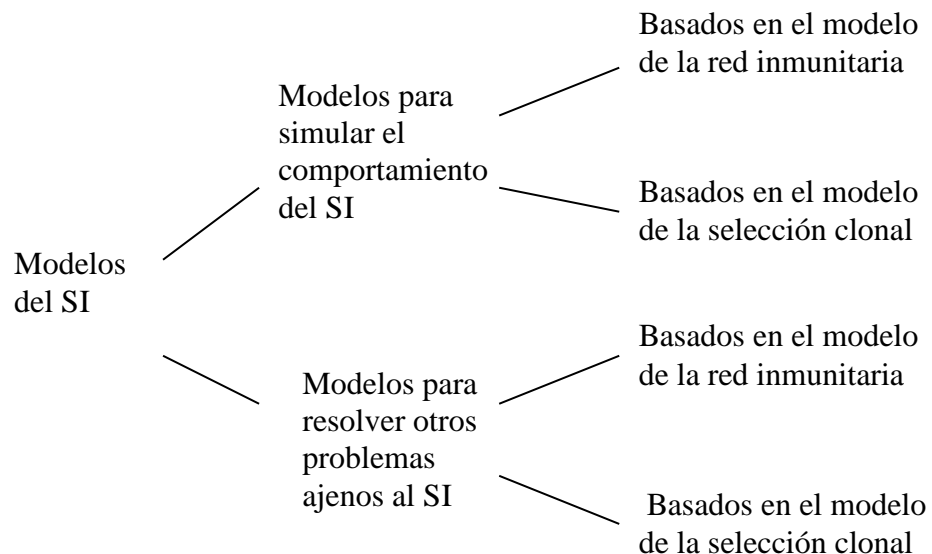 Modelos
del SI
Modelos para
simular el
comportamiento
del SI
Basados en el modelo
de la red inmunitaria
Basados en el modelo
de la selección clonal
Modelos para
resolver otros
problemas
ajenos al SI
Basados en el modelo
de la red inmunitaria
Basados en el modelo
de la selección clonal